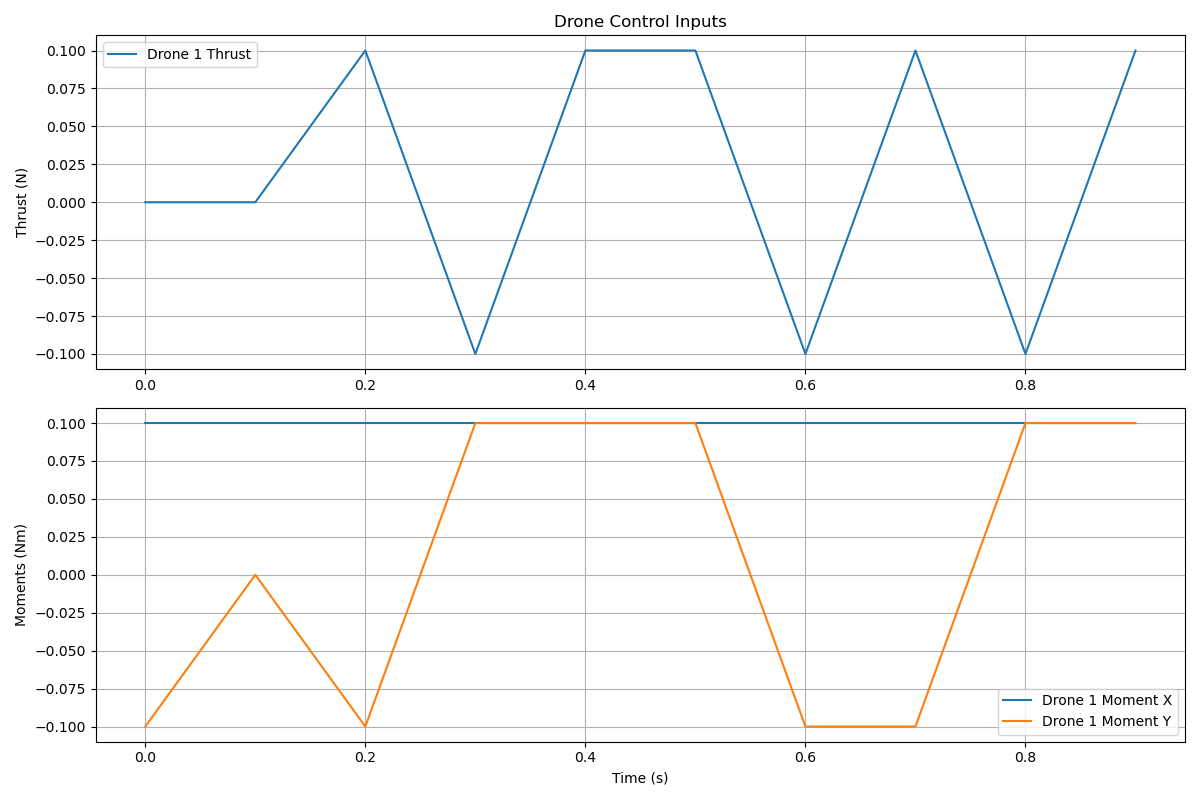 Drone Control Inputs
Drone 1 Thrust
Thrust (N)
0.100
0.075
0.050
0.025
0.000
−0.025
−0.050
−0.075
−0.100
0.0 0.2 0.4 0.6 0.8
Moments (Nm)
0.100
0.075
0.050
0.025
0.000
−0.025
−0.050
−0.075
−0.100
Drone 1 Moment X
Drone 1 Moment Y
0.0 0.2 0.4 0.6 0.8
Time (s)